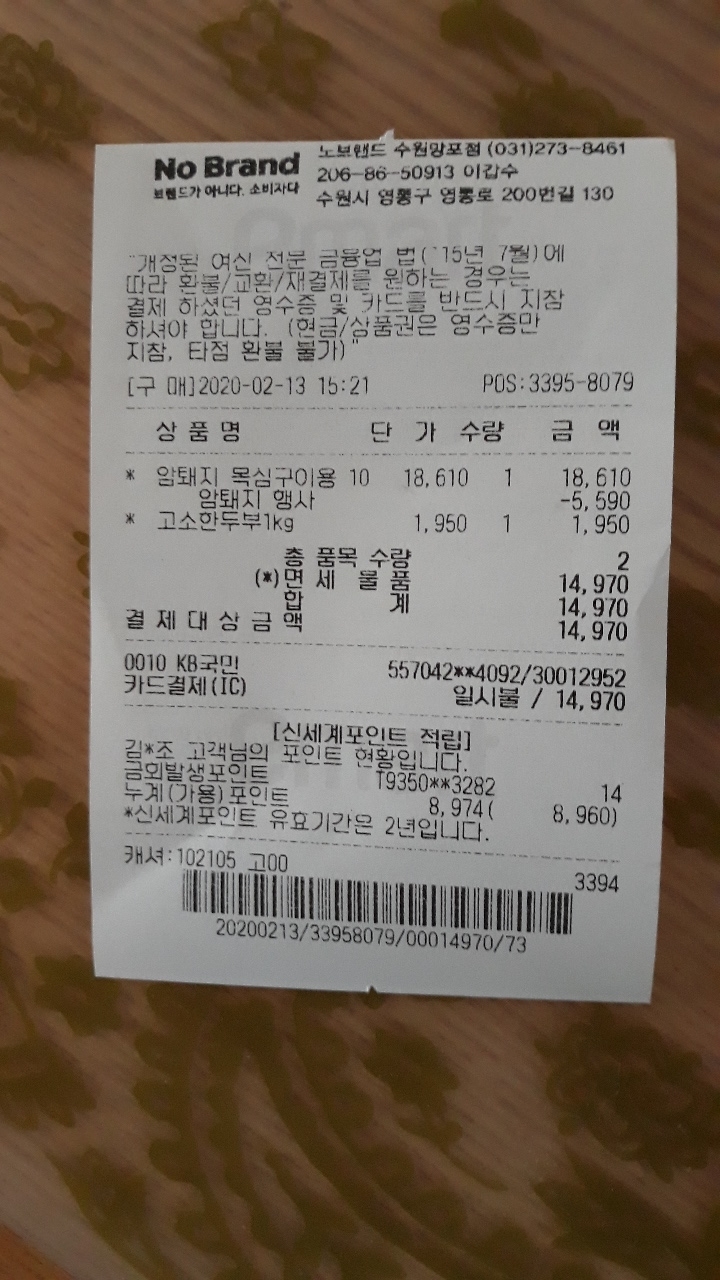 No Brand
브랜드가 아니다. 소비자다
노브랜드 수원망포점 (031)273-8461
206-86-50913 이갑수
수원시 영통구 영통로 200번길 130
"개정된 여신 전문 금융업 법(`15년 7월)에
따라 환불/교환/재결제를 원하는 경우는
결제 하셨던 영수증 및 카드를 반드시 지참
하셔야 합니다. (현금/상품권은 영수증만
지참, 타점 환불 불가)"
[구 매]2020-02-13 15:21 POS:3395-8079
상 품 명 단 가 수량 금 액
* 암퇘지 목심구이용 10 18,610 1 18,610
암퇘지 행사 -5,590
* 고소한두부1kg 1,950 1 1,950
총 품목 수량 2
(*)면 세 물 품 14,970
합 계 14,970
결 제 대 상 금 액 14,970
0010 KB국민 557042**4092/30012952
카드결제(IC) 일시불 / 14,970
[신세계포인트 적립]
김*조 고객님의 포인트 현황입니다.
금회발생포인트 T9350**3282 14
누계(가용)포인트 8,974( 8,960)
*신세계포인트 유효기간은 2년입니다.
캐셔:102105 고00 3394
20200213/33958079/00014970/73